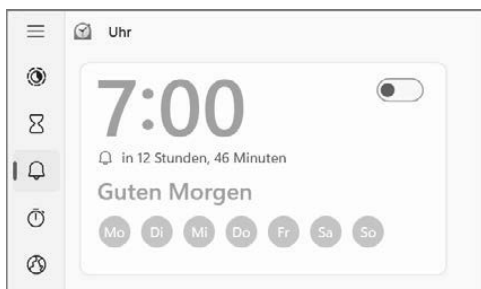 Uhr
7:00
in 12 Stunden, 46 Minuten
Guten Morgen
Mo Di Mi Do Fr Sa So